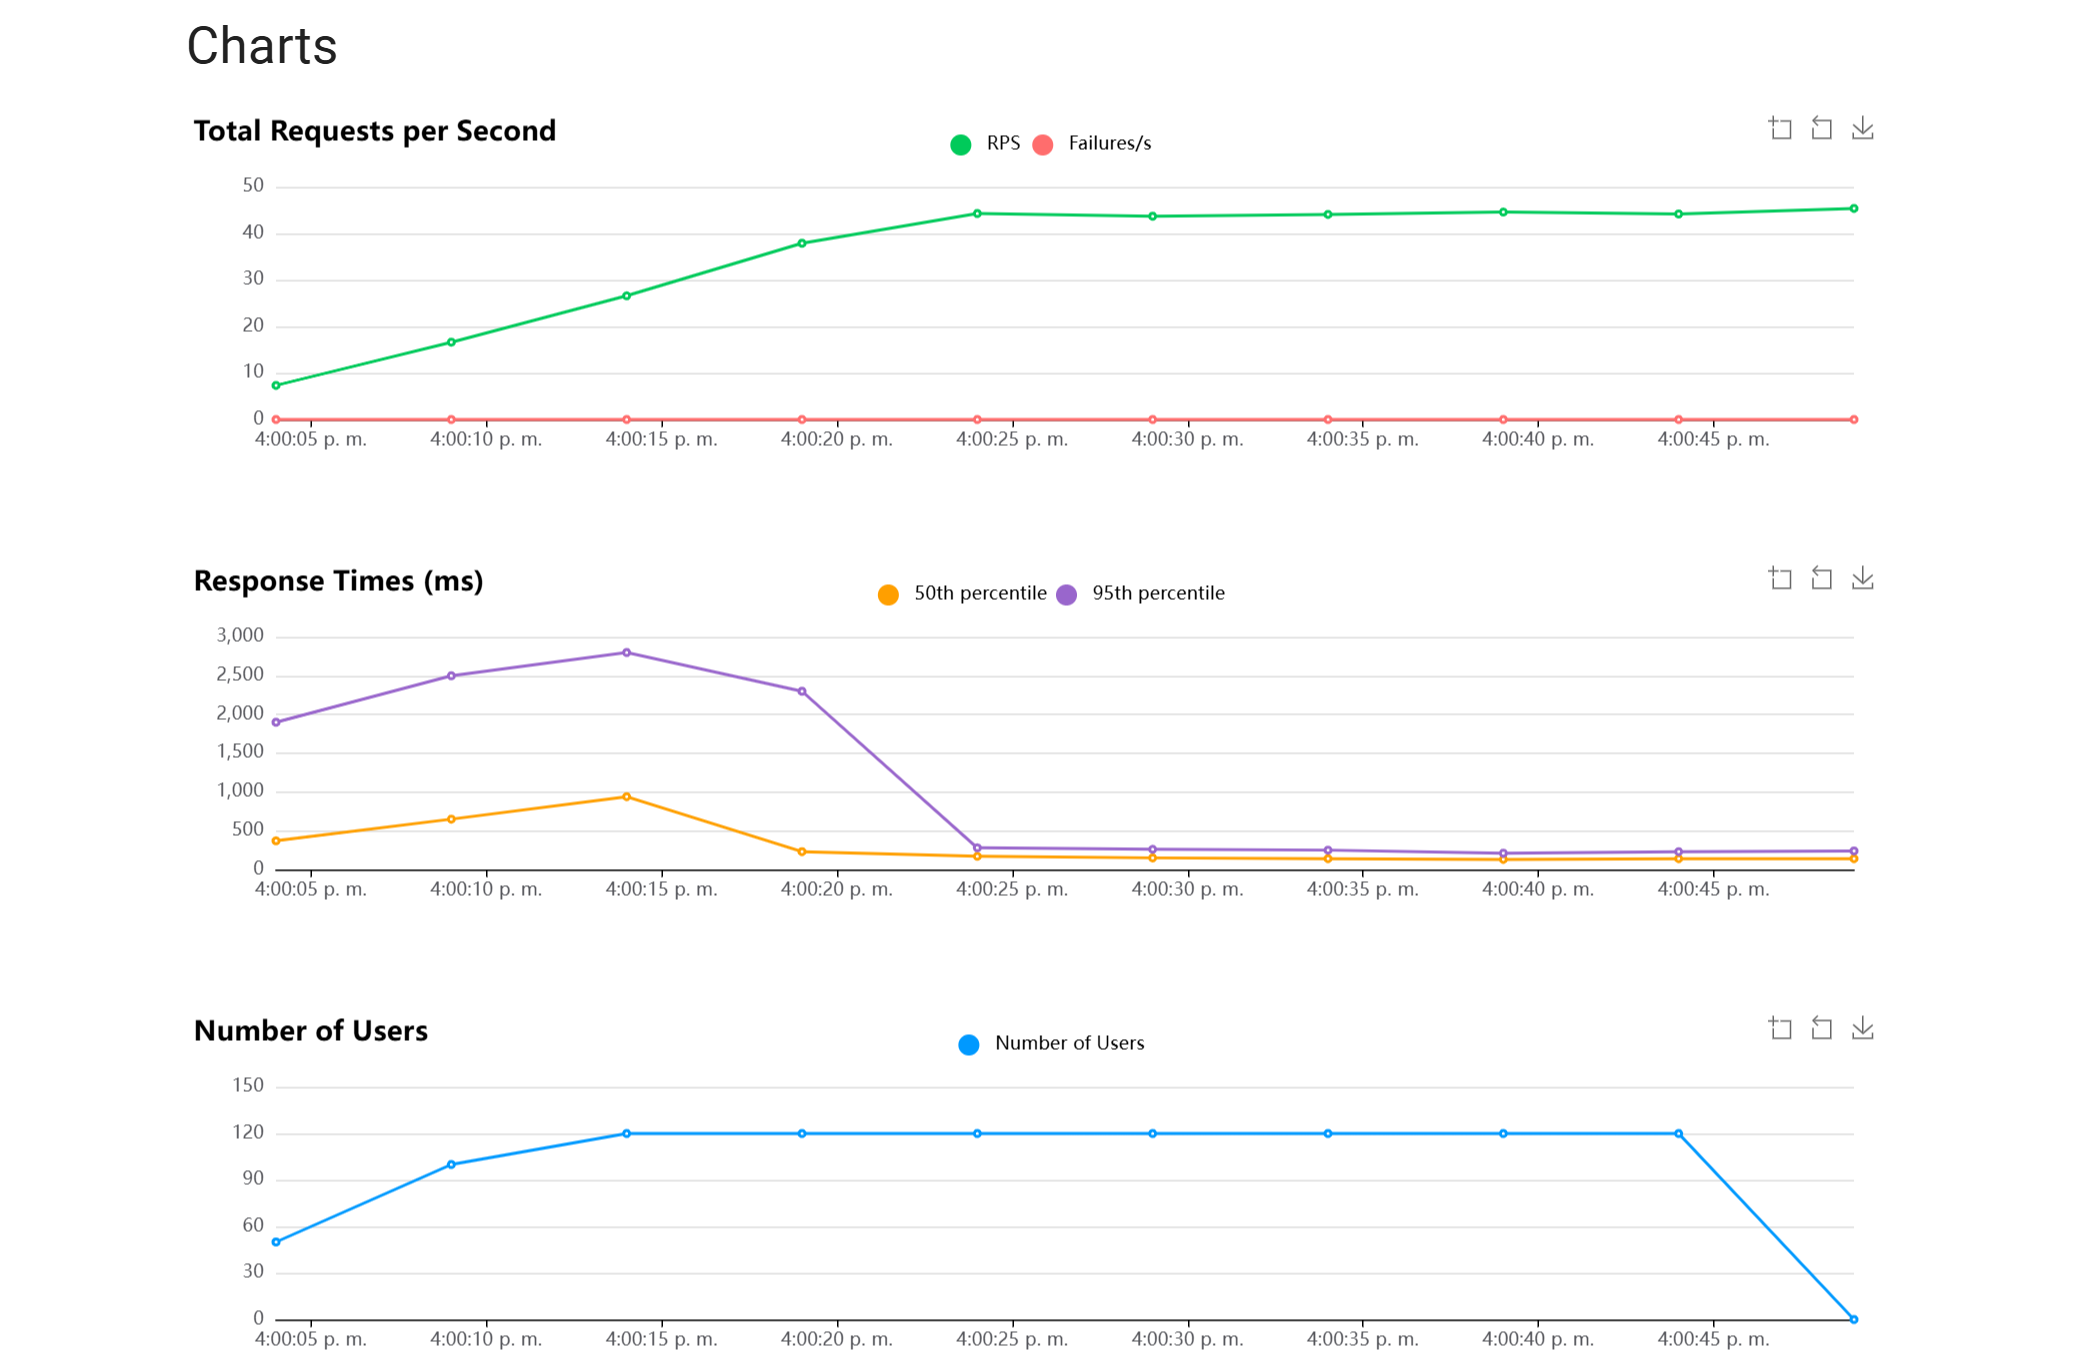 Charts
Total Requests per Second
RPS Failures/s
50
40
30
20
10
0
4:00:05 p. m. 4:00:10 p. m. 4:00:15 p. m. 4:00:20 p. m. 4:00:25 p. m. 4:00:30 p. m. 4:00:35 p. m. 4:00:40 p. m. 4:00:45 p. m.
Response Times (ms)
50th percentile 95th percentile
3,000
2,500
2,000
1,500
1,000
500
0
4:00:05 p. m. 4:00:10 p. m. 4:00:15 p. m. 4:00:20 p. m. 4:00:25 p. m. 4:00:30 p. m. 4:00:35 p. m. 4:00:40 p. m. 4:00:45 p. m.
Number of Users
Number of Users
150
120
90
60
30
0
4:00:05 p. m. 4:00:10 p. m. 4:00:15 p. m. 4:00:20 p. m. 4:00:25 p. m. 4:00:30 p. m. 4:00:35 p. m. 4:00:40 p. m. 4:00:45 p. m.